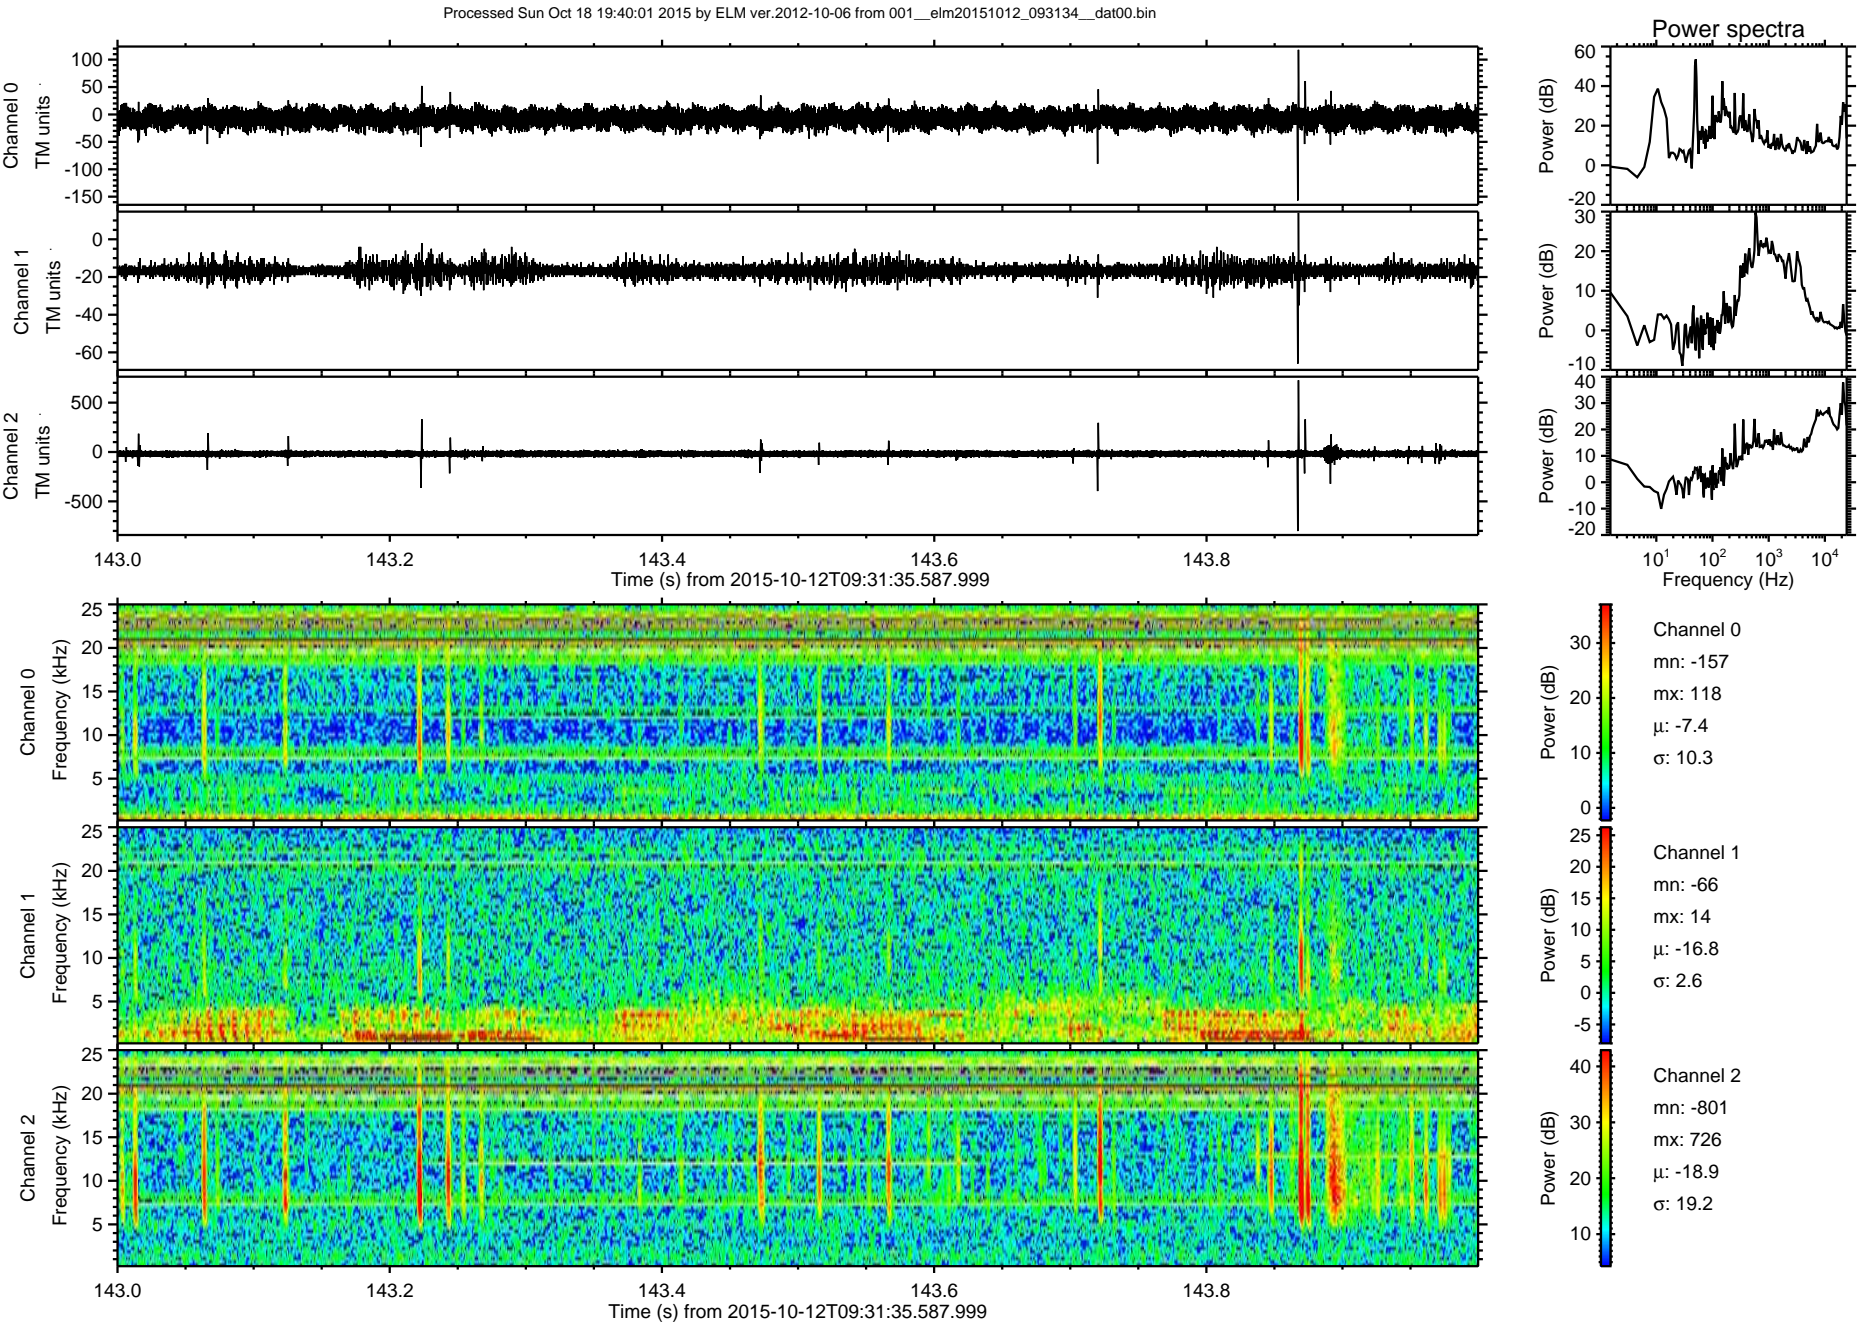 Processed Sun Oct 18 19:40:01 2015 by ELM ver.2012-10-06 from 001__elm20151012_093134__dat00.bin
Power spectra
Channel 0
TM units
100
50
0
-50
-100
-150
Power (dB)
60
40
20
0
-20
Channel 1
TM units
0
-20
-40
-60
Power (dB)
30
20
10
0
-10
Channel 2
TM units
500
0
-500
Power (dB)
40
30
20
10
0
-10
-20
143.0 143.2 143.4 143.6 143.8
Time (s) from 2015-10-12T09:31:35.587.999
10^1 10^2 10^3 10^4
Frequency (Hz)
Channel 0
Frequency (kHz)
25
20
15
10
5
Power (dB)
30
20
10
0
Channel 0
mn: -157
mx: 118
μ: -7.4
σ: 10.3
Channel 1
Frequency (kHz)
25
20
15
10
5
Power (dB)
25
20
15
10
5
0
-5
Channel 1
mn: -66
mx: 14
μ: -16.8
σ: 2.6
Channel 2
Frequency (kHz)
25
20
15
10
5
Power (dB)
40
30
20
10
Channel 2
mn: -801
mx: 726
μ: -18.9
σ: 19.2
143.0 143.2 143.4 143.6 143.8
Time (s) from 2015-10-12T09:31:35.587.999